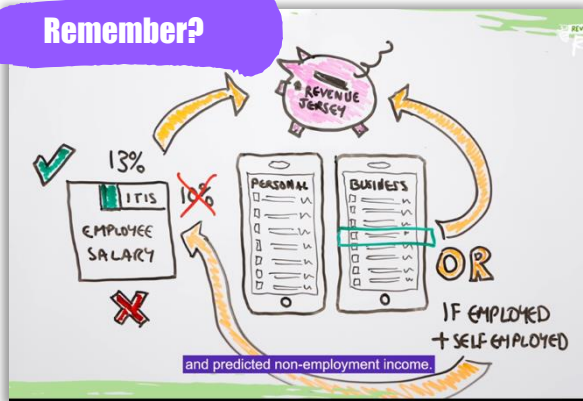 Remember?
REVENUE
JERSEY
13%
ITIS
10%
EMPLOYEE
SALARY
PERSONAL
BUSINESS
OR
IF EMPLOYED
+ SELF EMPLOYED
and predicted non-employment income.